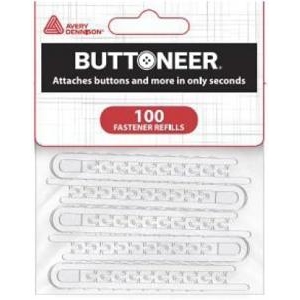 AVERY
DENNISON
BUTTONEER®
Attaches buttons and more in only seconds
100
FASTENER REFILLS